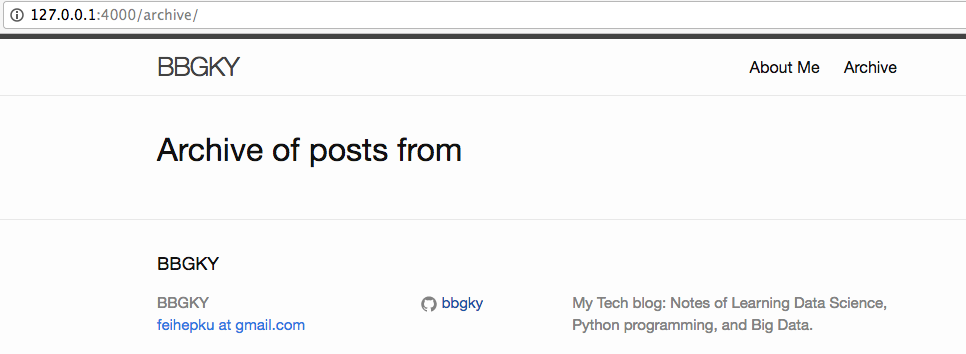 127.0.0.1:4000/archive/
BBGKY
About Me
Archive
Archive of posts from
BBGKY
BBGKY
feihepku at gmail.com
bbgky
My Tech blog: Notes of Learning Data Science,
Python programming, and Big Data.